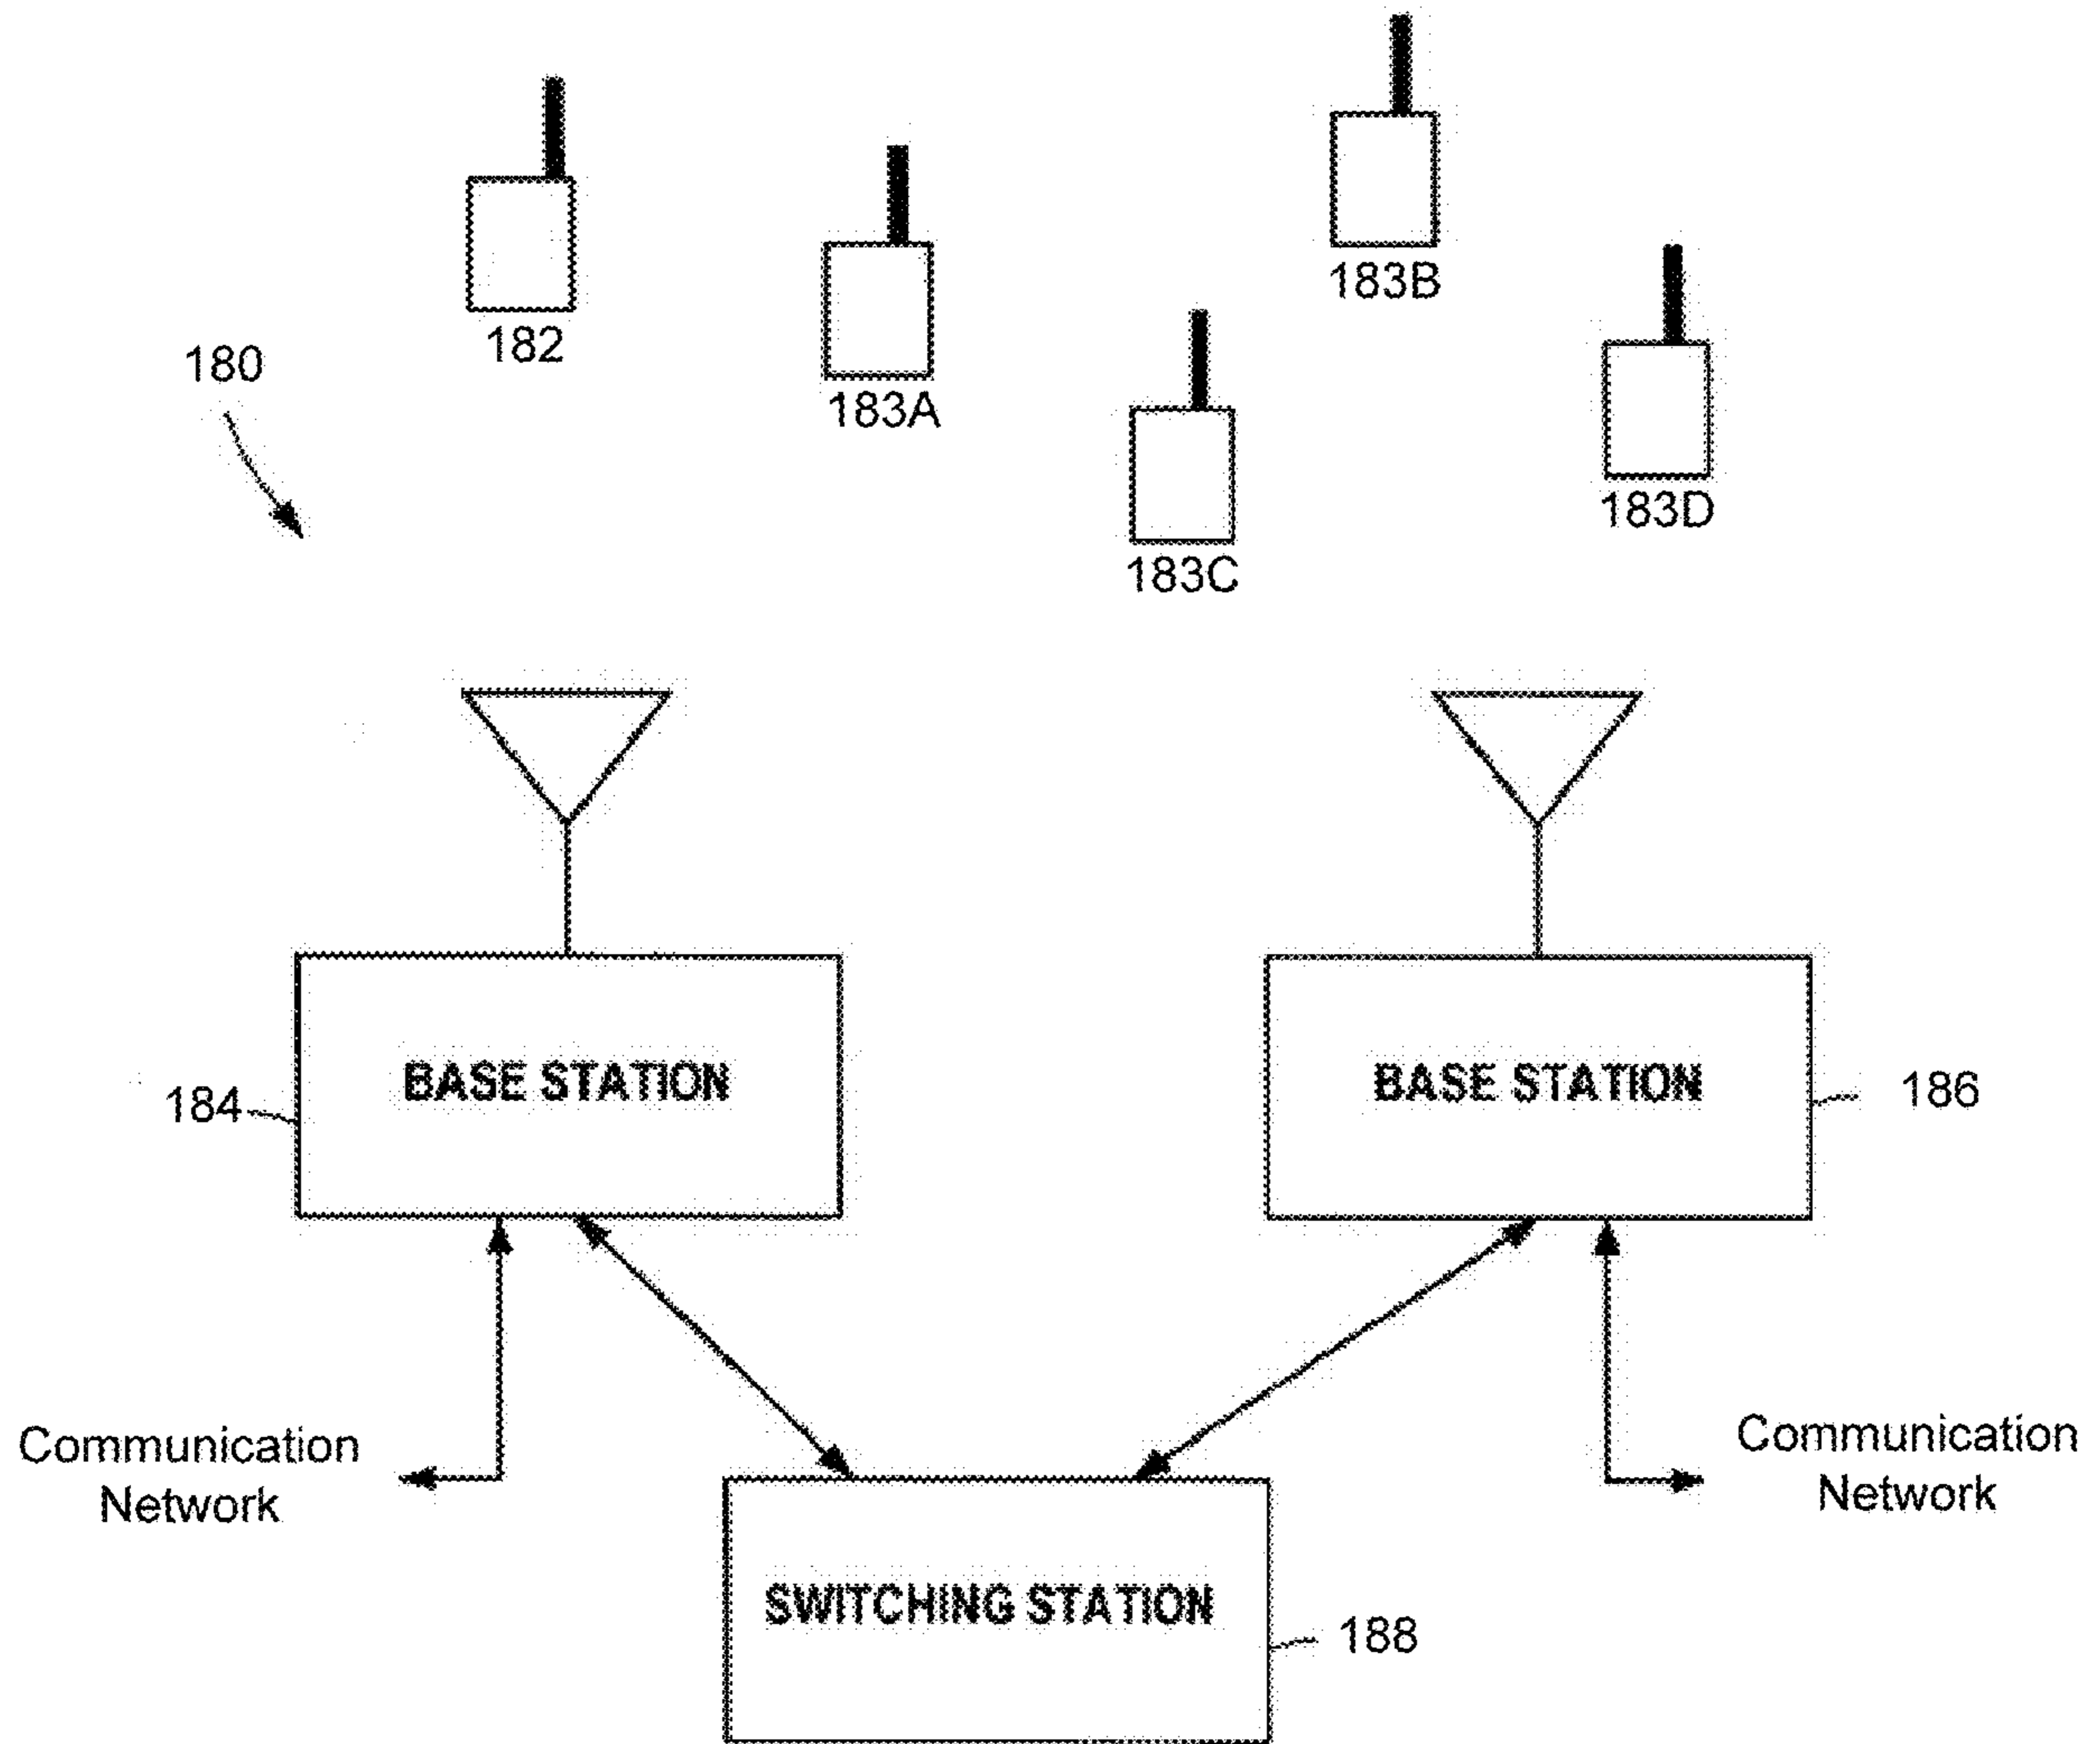 183B
182
180
183A
183D
183C
BASE STATION
BASE STATION
184
186
Communication
Network
Communication
Network
SWITCHING STATION
188